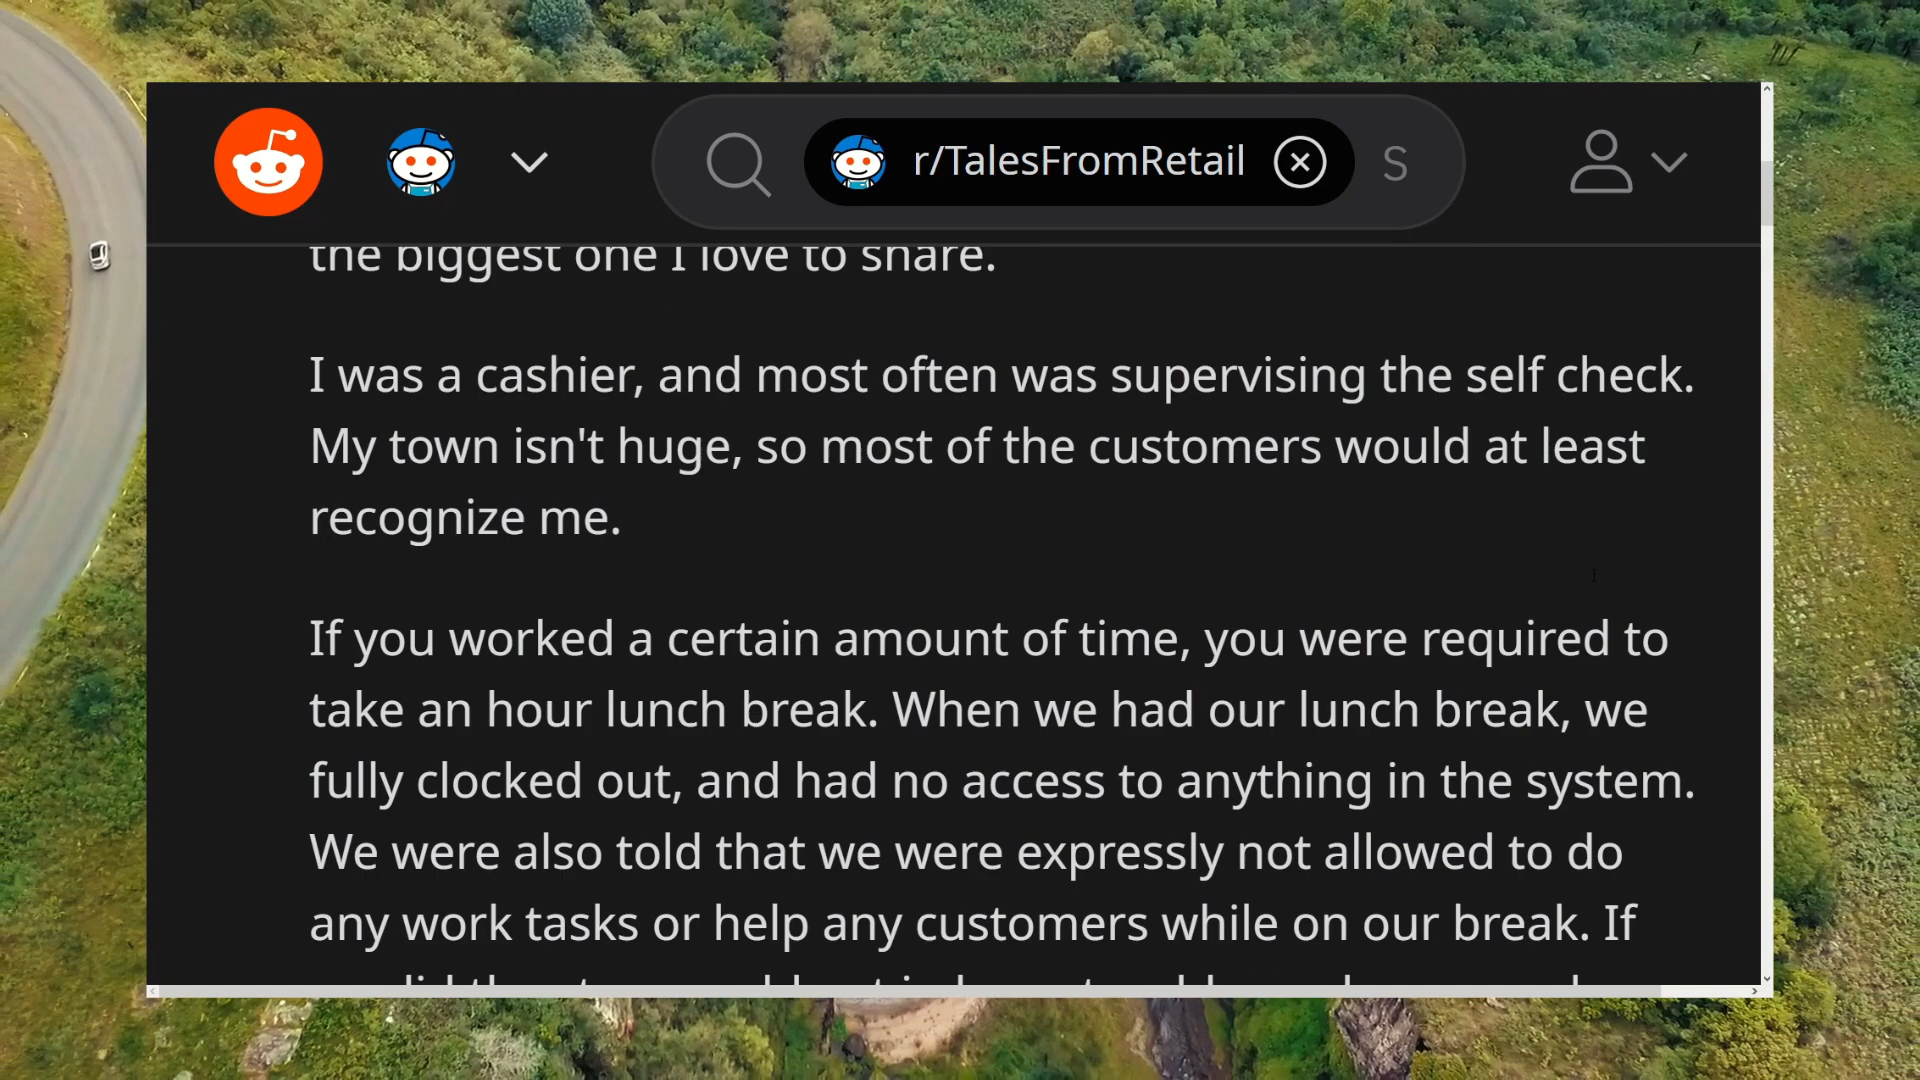 r/TalesFromRetail
S
the biggest one I love to share.
I was a cashier, and most often was supervising the self check.
My town isn't huge, so most of the customers would at least
recognize me.
If you worked a certain amount of time, you were required to
take an hour lunch break. When we had our lunch break, we
fully clocked out, and had no access to anything in the system.
We were also told that we were expressly not allowed to do
any work tasks or help any customers while on our break. If